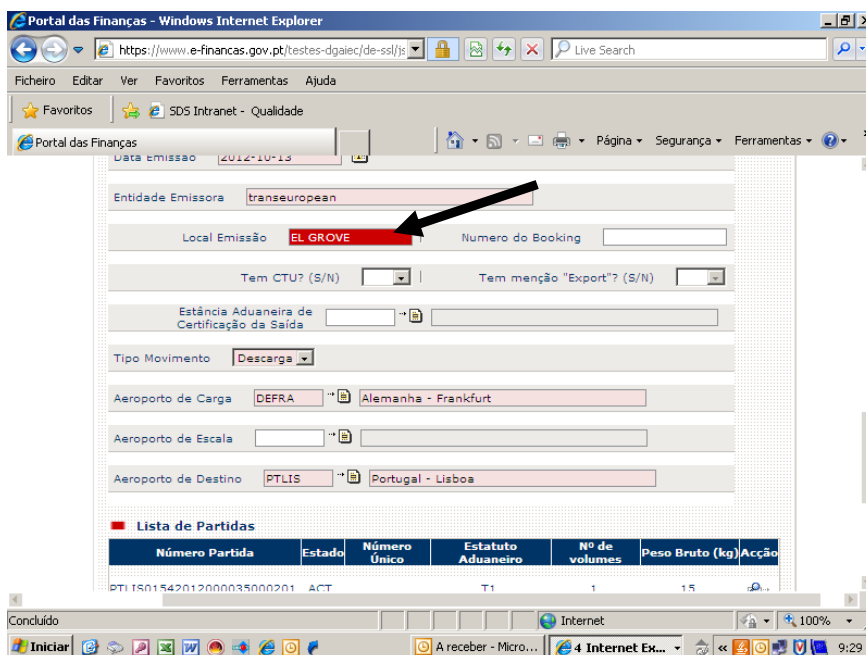 Portal das Finanças - Windows Internet Explorer
https://www.e-financas.gov.pt/testes-dgaiec/de-ssl/js
Live Search
Ficheiro Editar Ver Favoritos Ferramentas Ajuda
Favoritos SDS Intranet - Qualidade
Portal das Finanças Página Segurança Ferramentas
Data Emissão 2012-10-13
Entidade Emissora transeuropean
Local Emissão EL GROVE Numero do Booking
Tem CTU? (S/N) Tem menção "Export"? (S/N)
Estância Aduaneira de
Certificação da Saída
Tipo Movimento Descarga
Aeroporto de Carga DEFRA Alemanha - Frankfurt
Aeroporto de Escala
Aeroporto de Destino PTLIS Portugal - Lisboa
Lista de Partidas
Número Partida Estado Número Único Estatuto Aduaneiro Nº de volumes Peso Bruto (kg) Acção
PTLIS01542012000035000201 ACT T1 1 15
Concluído Internet 100%
Iniciar A receber - Micro... 4 Internet Ex... « 9:29